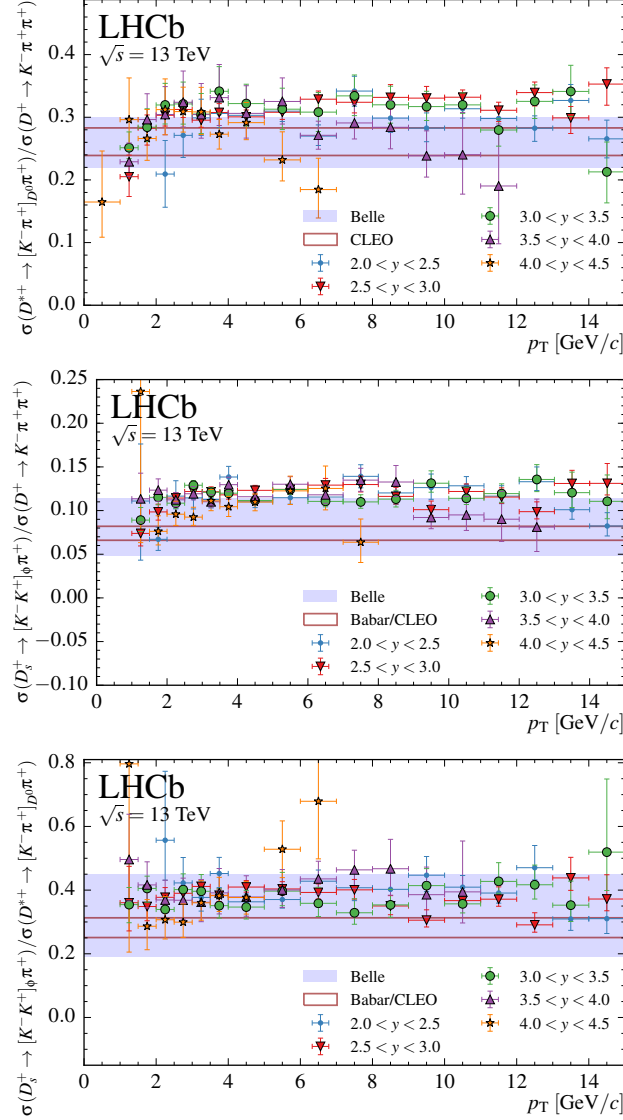 LHCb
√s = 13 TeV
σ(D*+ → [K−π+]D0π+)/σ(D+ → K−π+π+)
0.4
0.3
0.2
0.1
0.0
Belle
CLEO
2.0 < y < 2.5
2.5 < y < 3.0
3.0 < y < 3.5
3.5 < y < 4.0
4.0 < y < 4.5
0 2 4 6 8 10 12 14
pT [GeV/c]
LHCb
√s = 13 TeV
σ(Ds+ → [K−K+]ϕπ+)/σ(D+ → K−π+π+)
0.25
0.20
0.15
0.10
0.05
0.00
−0.05
−0.10
Belle
Babar/CLEO
2.0 < y < 2.5
2.5 < y < 3.0
3.0 < y < 3.5
3.5 < y < 4.0
4.0 < y < 4.5
0 2 4 6 8 10 12 14
pT [GeV/c]
LHCb
√s = 13 TeV
σ(Ds+ → [K−K+]ϕπ+)/σ(D*+ → [K−π+]D0π+)
0.8
0.6
0.4
0.2
0.0
Belle
Babar/CLEO
2.0 < y < 2.5
2.5 < y < 3.0
3.0 < y < 3.5
3.5 < y < 4.0
4.0 < y < 4.5
0 2 4 6 8 10 12 14
pT [GeV/c]